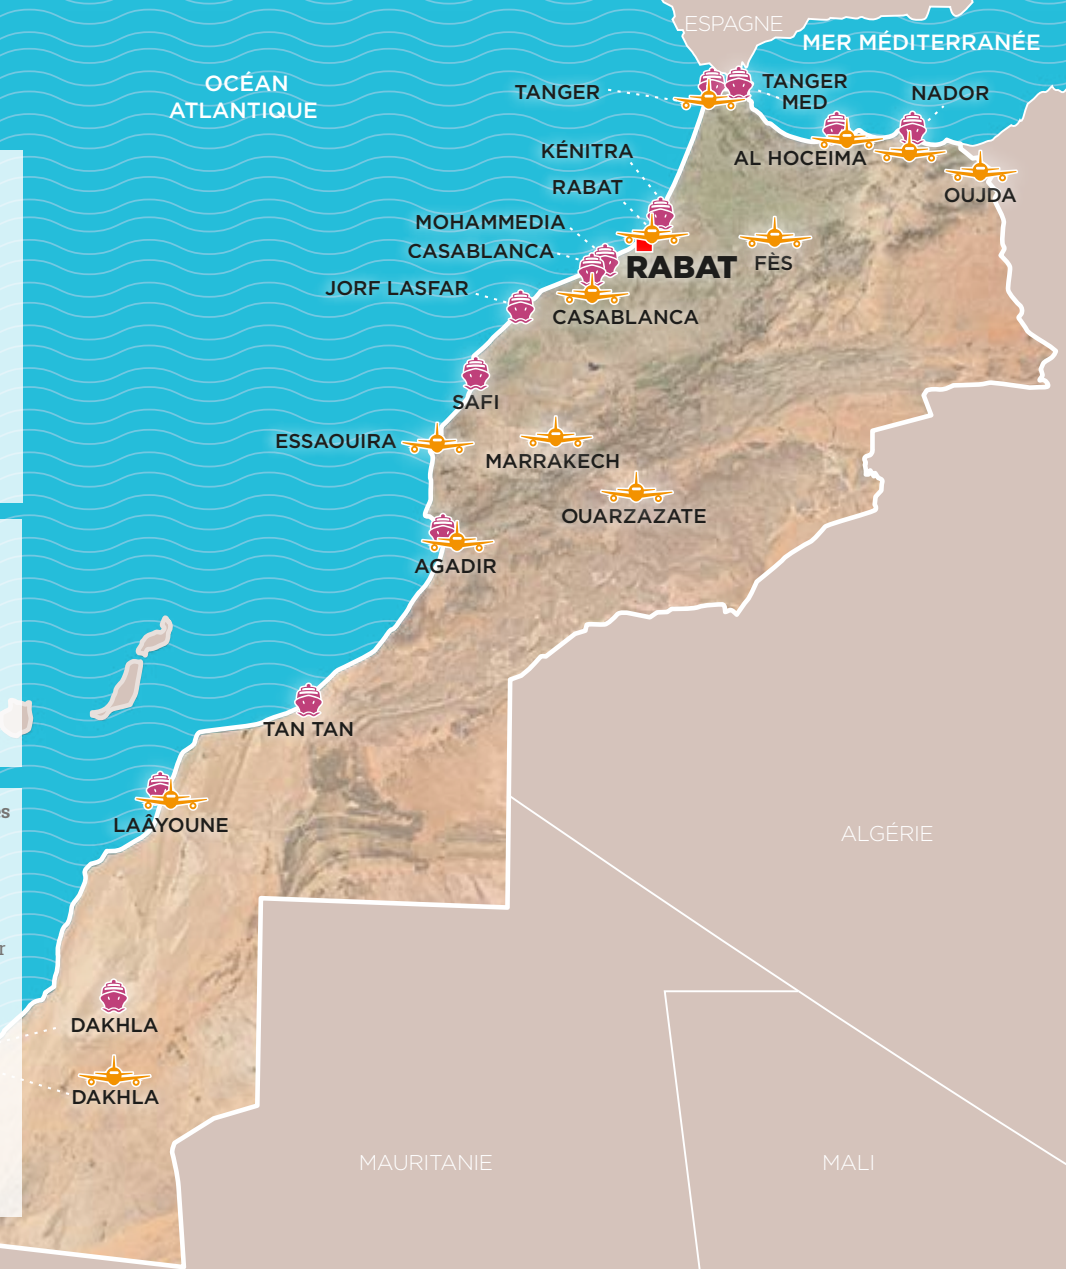 ESPAGNE
MER MÉDITERRANÉE
OCÉAN
ATLANTIQUE
TANGER
TANGER
MED
NADOR
KÉNITRA
AL HOCEIMA
RABAT
OUJDA
MOHAMMEDIA
CASABLANCA
RABAT
FÈS
JORF LASFAR
CASABLANCA
SAFI
ESSAOUIRA
MARRAKECH
OUARZAZATE
AGADIR
TAN TAN
es
LAÂYOUNE
ALGÉRIE
r
DAKHLA
DAKHLA
MAURITANIE
MALI